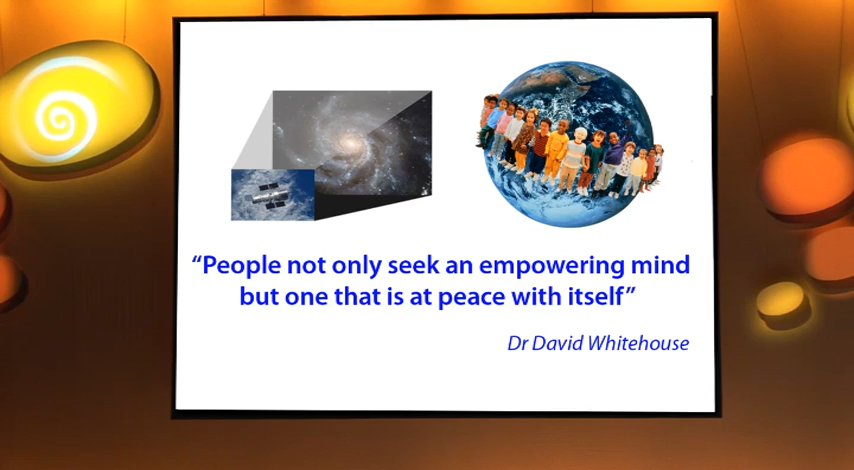 “People not only seek an empowering mind
but one that is at peace with itself”
Dr David Whitehouse